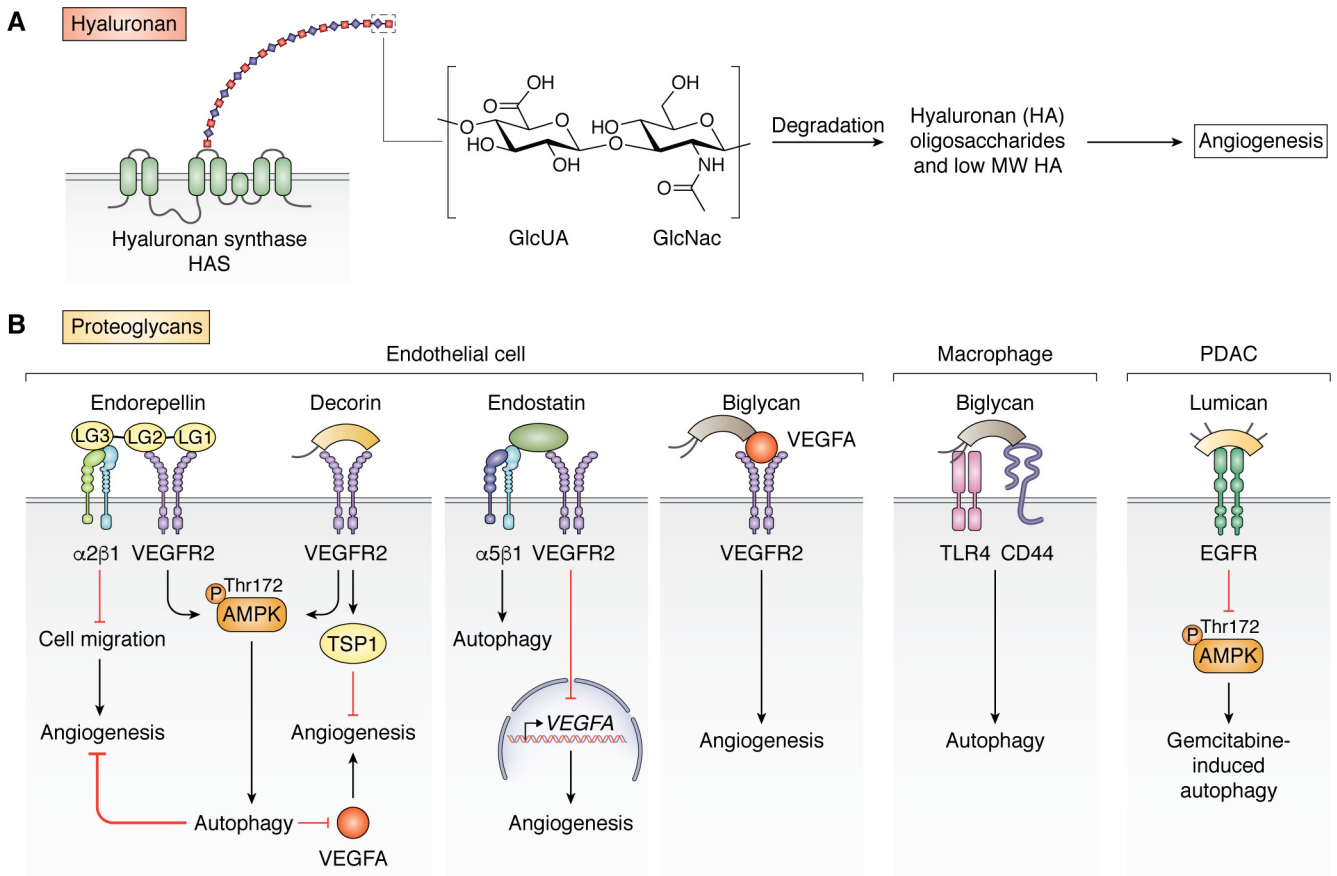 A
Hyaluronan
Hyaluronan synthase
HAS
O
OH
O
O
HO
OH
O
HO
O
OH
O
NH
O
GlcUA
GlcNac
Degradation
Hyaluronan (HA)
oligosaccharides
and low MW HA
Angiogenesis
B
Proteoglycans
Endothelial cell
Macrophage
PDAC
Endorepellin
Decorin
Endostatin
Biglycan
Biglycan
Lumican
LG3
LG2
LG1
VEGFA
α2β1
VEGFR2
VEGFR2
α5β1
VEGFR2
VEGFR2
TLR4
CD44
EGFR
P
Thr172
AMPK
TSP1
Cell migration
Autophagy
P
Thr172
AMPK
Angiogenesis
Angiogenesis
VEGFA
Angiogenesis
Autophagy
Gemcitabine-
induced
autophagy
Autophagy
VEGFA
Angiogenesis